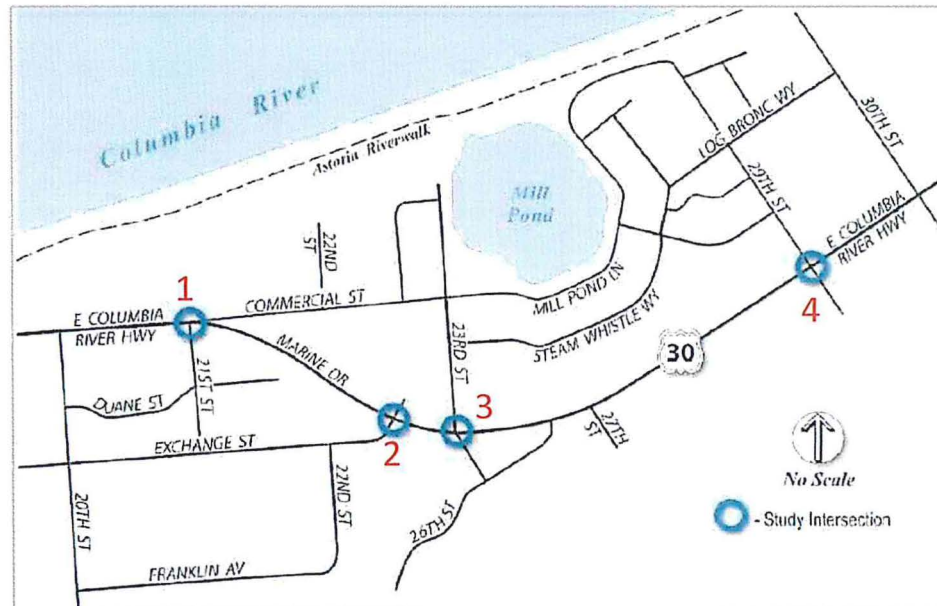 Columbia River
Astoria Riverwalk
Mill
Pond
LOG BRONC WY
30TH ST
29TH ST
E COLUMBIA
RIVER HWY
22ND
ST
1
COMMERCIAL ST
E COLUMBIA
RIVER HWY
MILL POND LN
STEAM WHISTLE WY
4
MARINE DR
23RD ST
30
21ST ST
DUANE ST
3
2
27TH
ST
EXCHANGE ST
No Scale
22ND ST
20TH ST
26TH ST
- Study Intersection
FRANKLIN AV